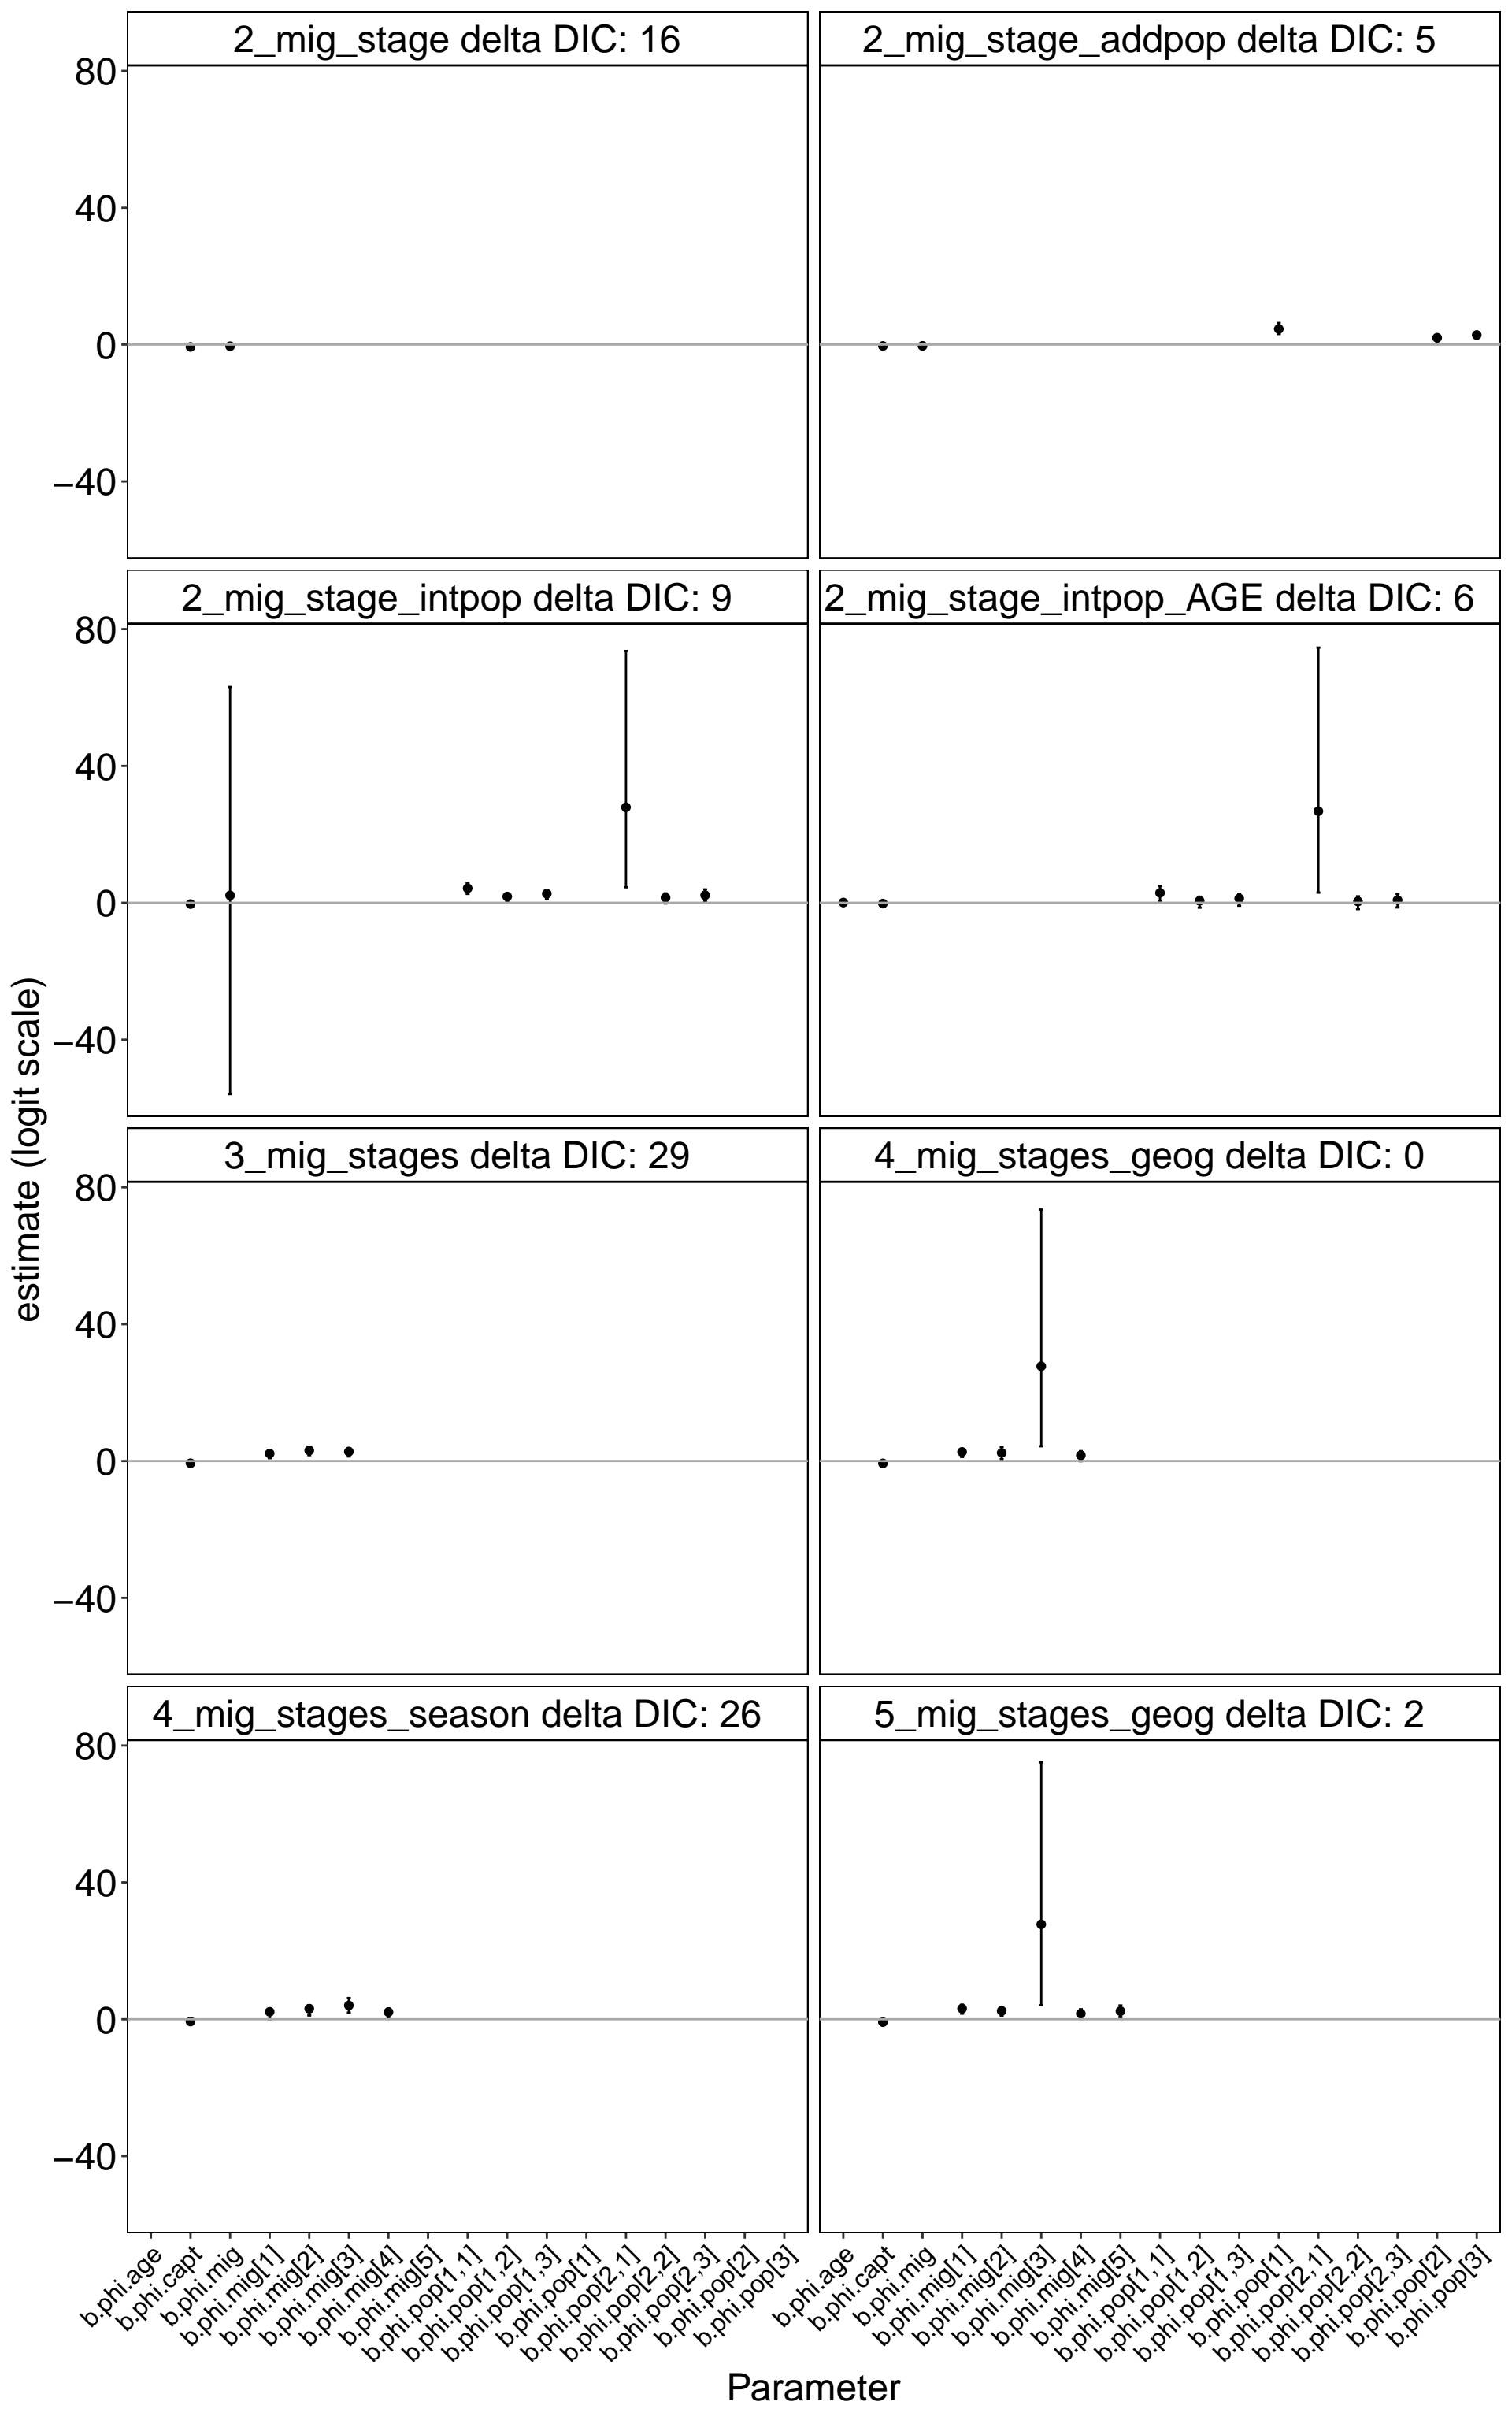 2_mig_stage delta DIC: 16
2_mig_stage_addpop delta DIC: 5
80
40
0
−40
2_mig_stage_intpop delta DIC: 9
2_mig_stage_intpop_AGE delta DIC: 6
80
40
0
−40
3_mig_stages delta DIC: 29
4_mig_stages_geog delta DIC: 0
80
40
0
−40
4_mig_stages_season delta DIC: 26
5_mig_stages_geog delta DIC: 2
80
40
0
−40
estimate (logit scale)
b.phi.age
b.phi.capt
b.phi.mig
b.phi.mig[1]
b.phi.mig[2]
b.phi.mig[3]
b.phi.mig[4]
b.phi.mig[5]
b.phi.pop[1,1]
b.phi.pop[1,2]
b.phi.pop[1,3]
b.phi.pop[1]
b.phi.pop[2,1]
b.phi.pop[2,2]
b.phi.pop[2,3]
b.phi.pop[2]
b.phi.pop[3]
b.phi.age
b.phi.capt
b.phi.mig
b.phi.mig[1]
b.phi.mig[2]
b.phi.mig[3]
b.phi.mig[4]
b.phi.mig[5]
b.phi.pop[1,1]
b.phi.pop[1,2]
b.phi.pop[1,3]
b.phi.pop[1]
b.phi.pop[2,1]
b.phi.pop[2,2]
b.phi.pop[2,3]
b.phi.pop[2]
b.phi.pop[3]
Parameter